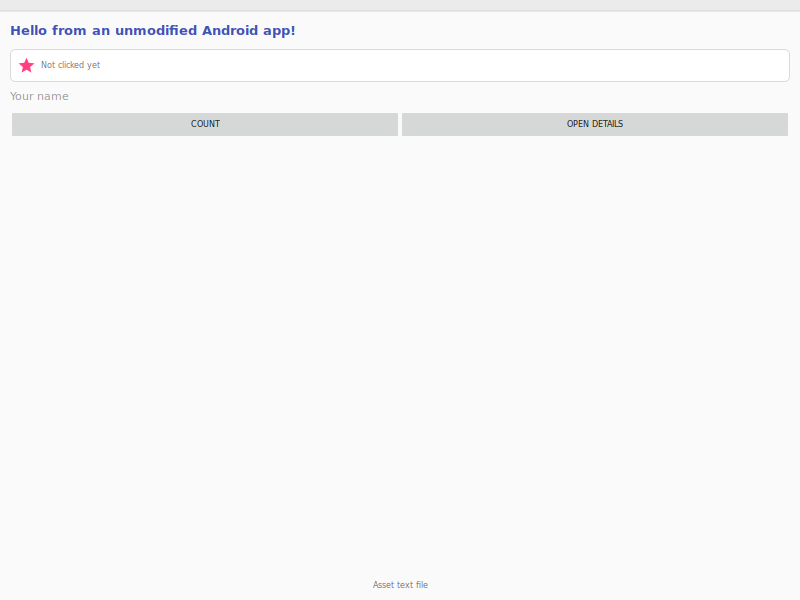 Hello from an unmodified Android app!
Not clicked yet
Your name
COUNT
OPEN DETAILS
Asset text file